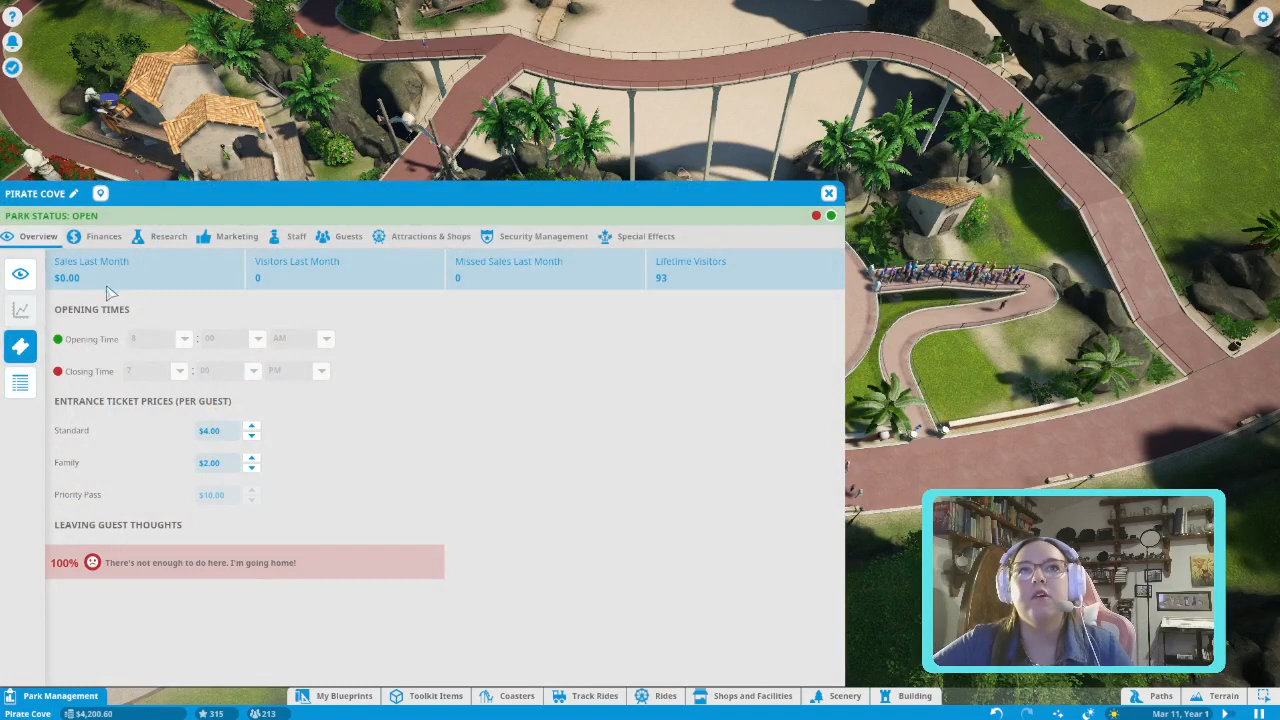 PIRATE COVE
PARK STATUS: OPEN
Overview
Finances
Research
Marketing
Staff
Guests
Attractions & Shops
Security Management
Special Effects
Sales Last Month
Visitors Last Month
Missed Sales Last Month
Lifetime Visitors
$0.00
0
0
93
OPENING TIMES
Opening Time 8 : 00 AM
Closing Time 7 : 00 PM
ENTRANCE TICKET PRICES (PER GUEST)
Standard $4.00
Family $2.00
Priority Pass $10.00
LEAVING GUEST THOUGHTS
100% There's not enough to do here. I'm going home!
Park Management
My Blueprints
Toolkit Items
Coasters
Track Rides
Rides
Shops and Facilities
Scenery
Building
Paths
Terrain
Pirate Cove
$4,200.60
315
213
Mar 11, Year 1